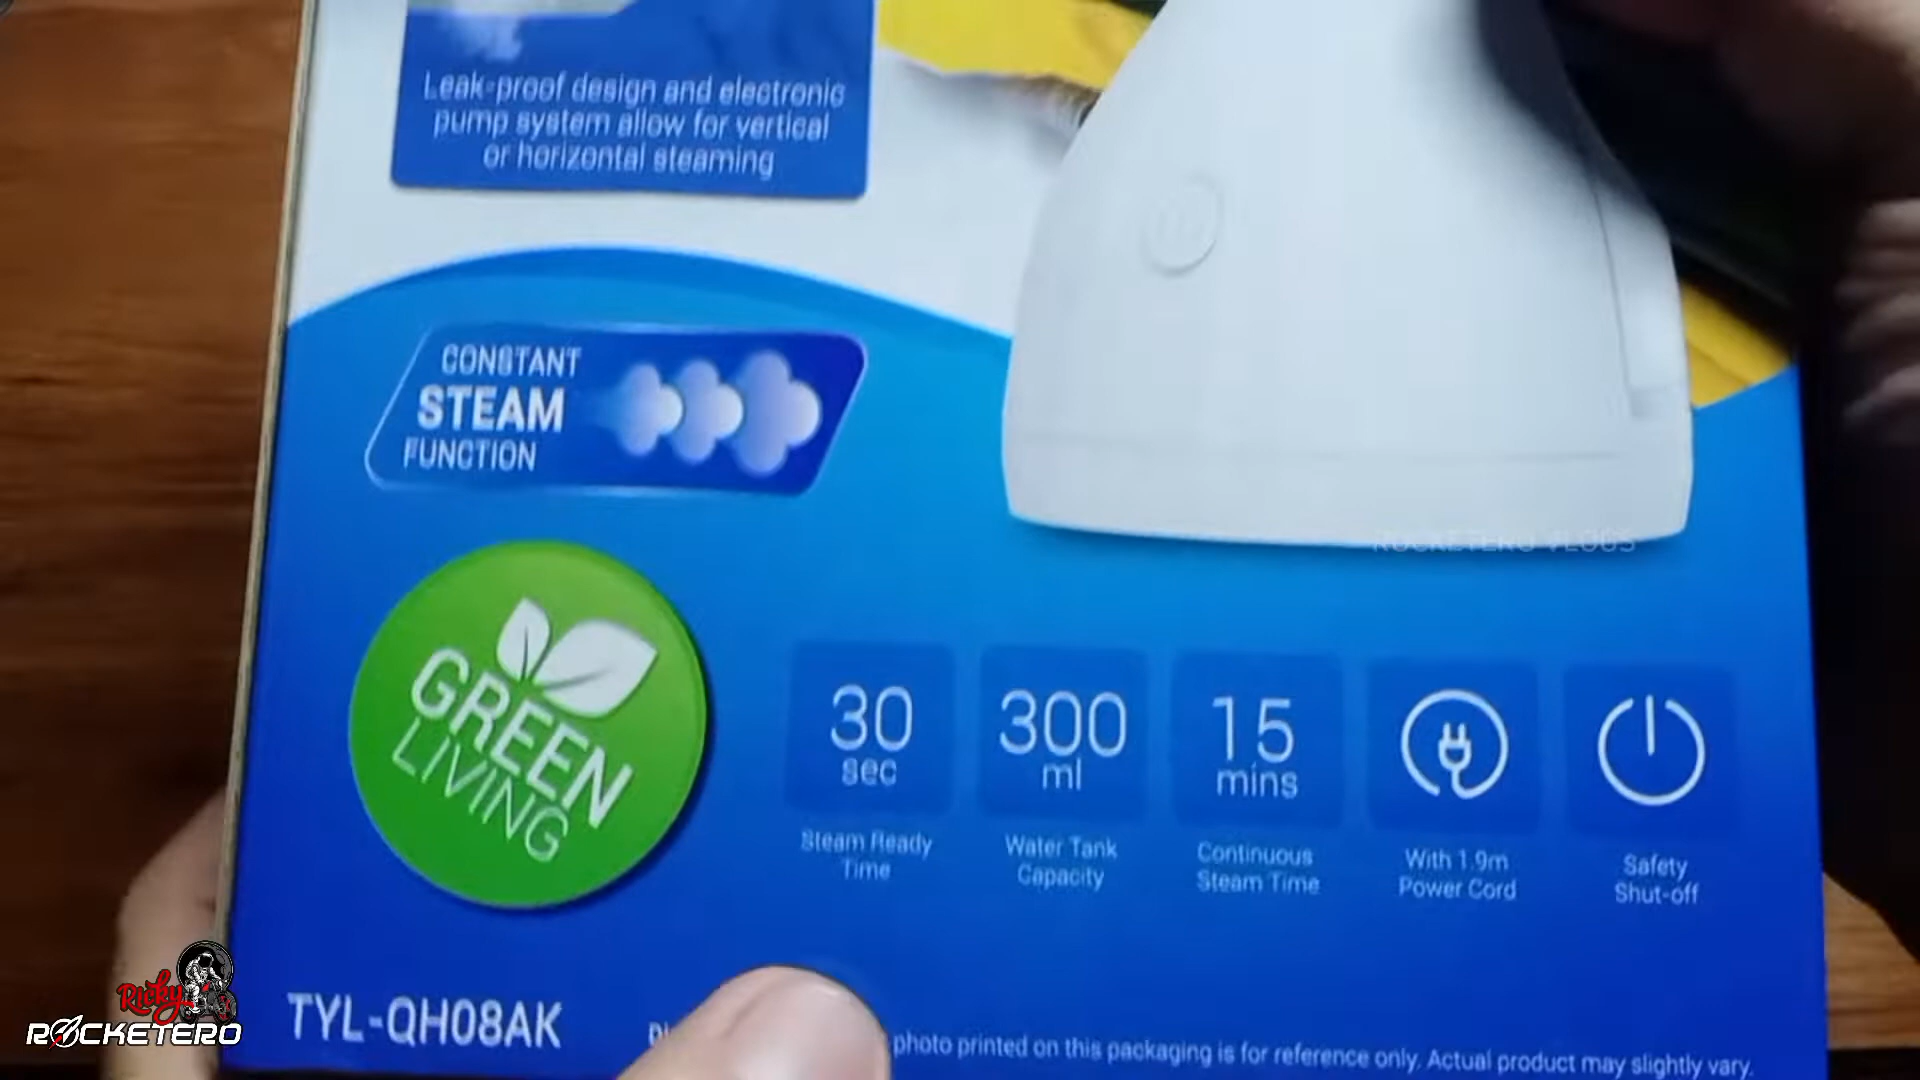 Leak-proof design and electronic
pump system allow for vertical
or horizontal steaming
CONSTANT
STEAM
FUNCTION
GREEN
LIVING
30
sec
Steam Ready
Time
300
ml
Water Tank
Capacity
15
mins
Continuous
Steam Time
With 1.9m
Power Cord
Safety
Shut-off
ROCKETERO VLOGS
TYL-QH08AK
photo printed on this packaging is for reference only. Actual product may slightly vary.
Ricky
ROCKETERO